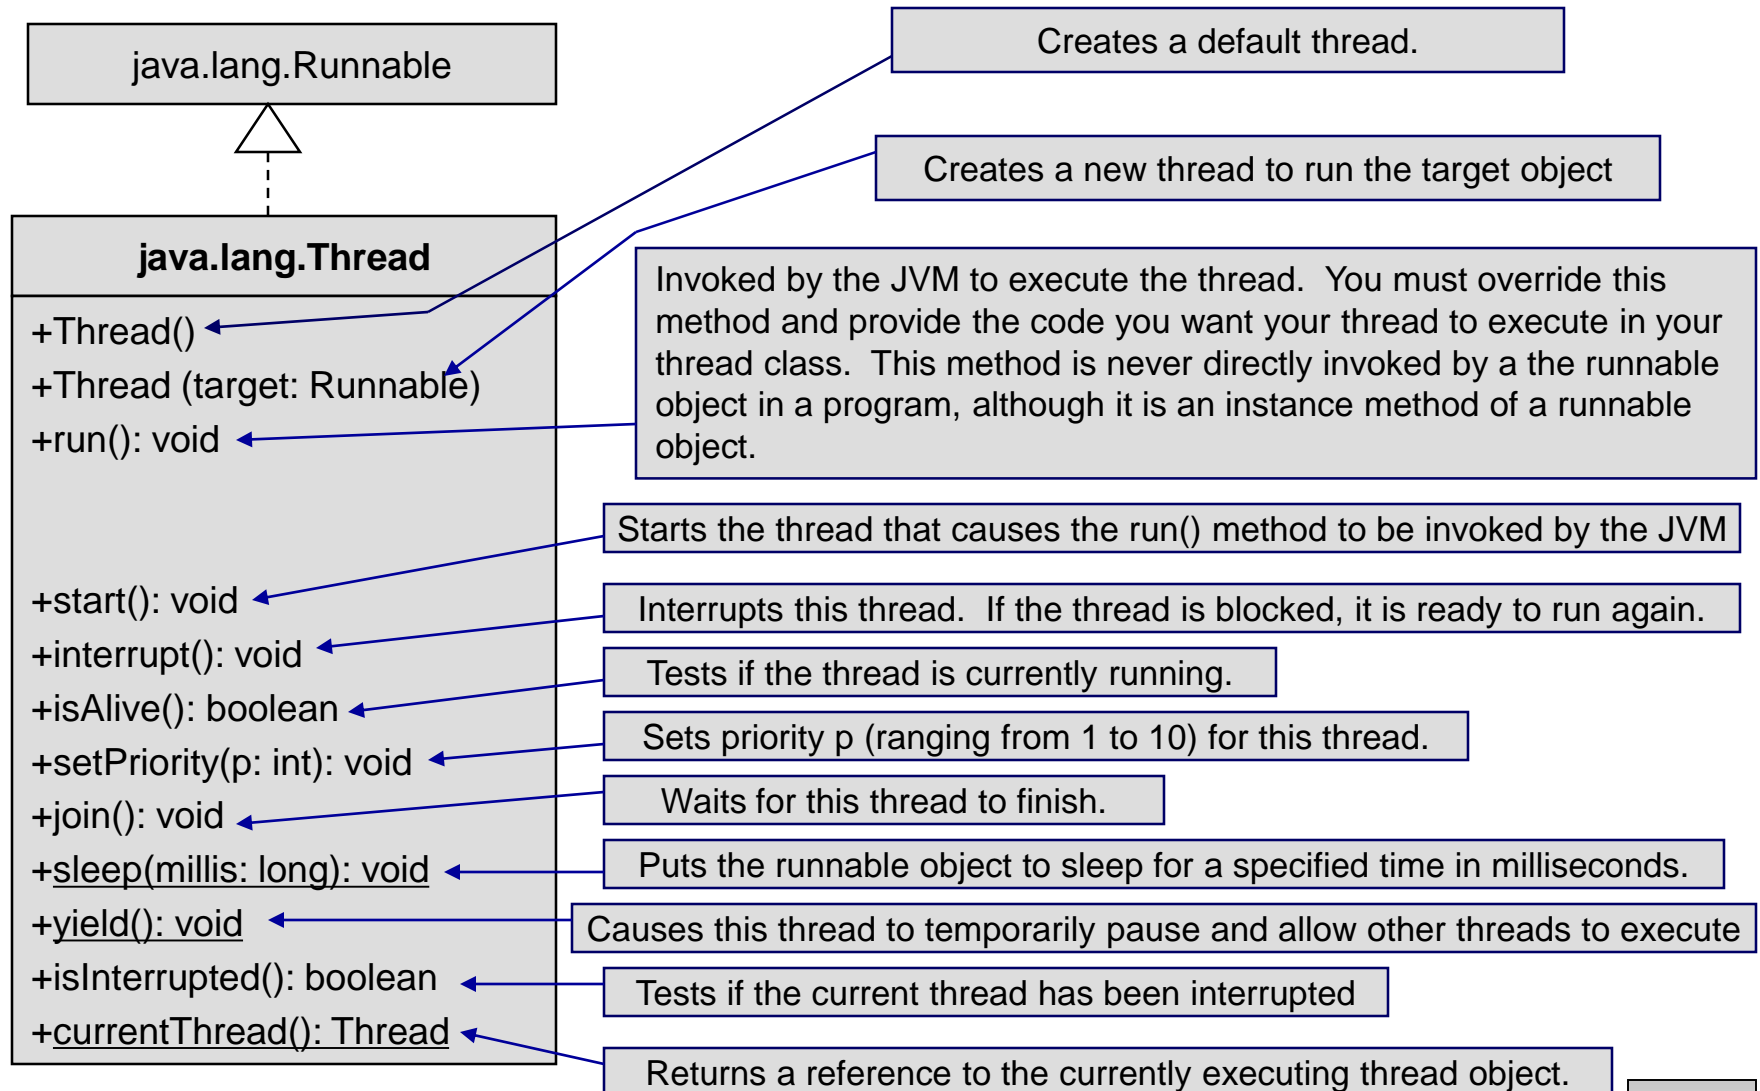 java.lang.Runnable
Creates a default thread.
Creates a new thread to run the target object
java.lang.Thread
+Thread()
+Thread (target: Runnable)
+run(): void
Invoked by the JVM to execute the thread.  You must override this
method and provide the code you want your thread to execute in your
thread class.  This method is never directly invoked by a the runnable
object in a program, although it is an instance method of a runnable
object.
Starts the thread that causes the run() method to be invoked by the JVM
+start(): void
Interrupts this thread.  If the thread is blocked, it is ready to run again.
+interrupt(): void
Tests if the thread is currently running.
+isAlive(): boolean
Sets priority p (ranging from 1 to 10) for this thread.
+setPriority(p: int): void
Waits for this thread to finish.
+join(): void
Puts the runnable object to sleep for a specified time in milliseconds.
+sleep(millis: long): void
Causes this thread to temporarily pause and allow other threads to execute
+yield(): void
+isInterrupted(): boolean
Tests if the current thread has been interrupted
+currentThread(): Thread
Returns a reference to the currently executing thread object.